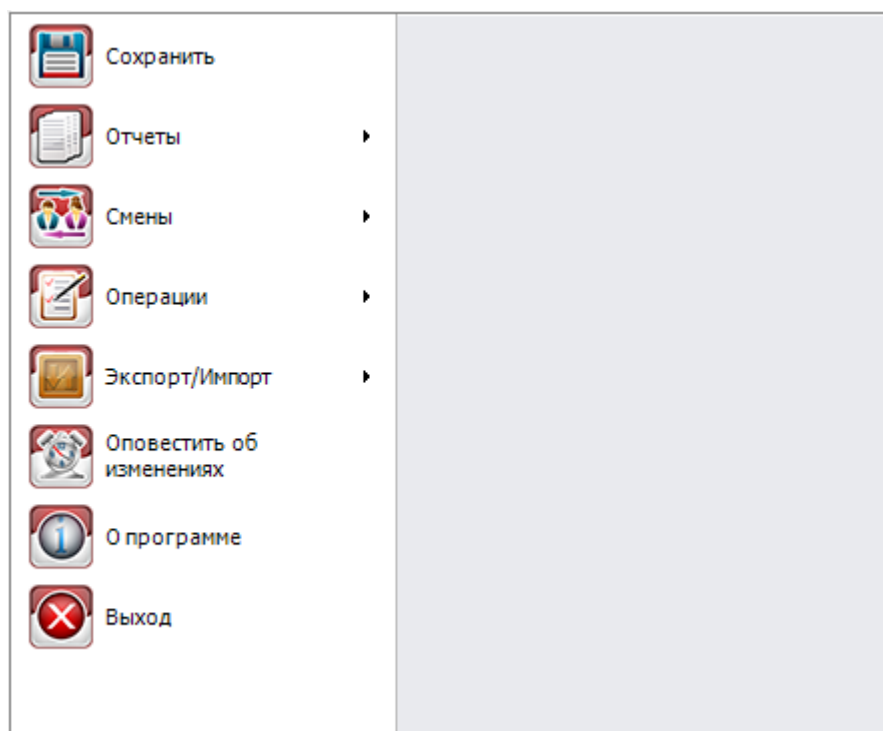 Сохранить
Отчеты
Смены
Операции
Экспорт/Импорт
Оповестить об
изменениях
О программе
Выход